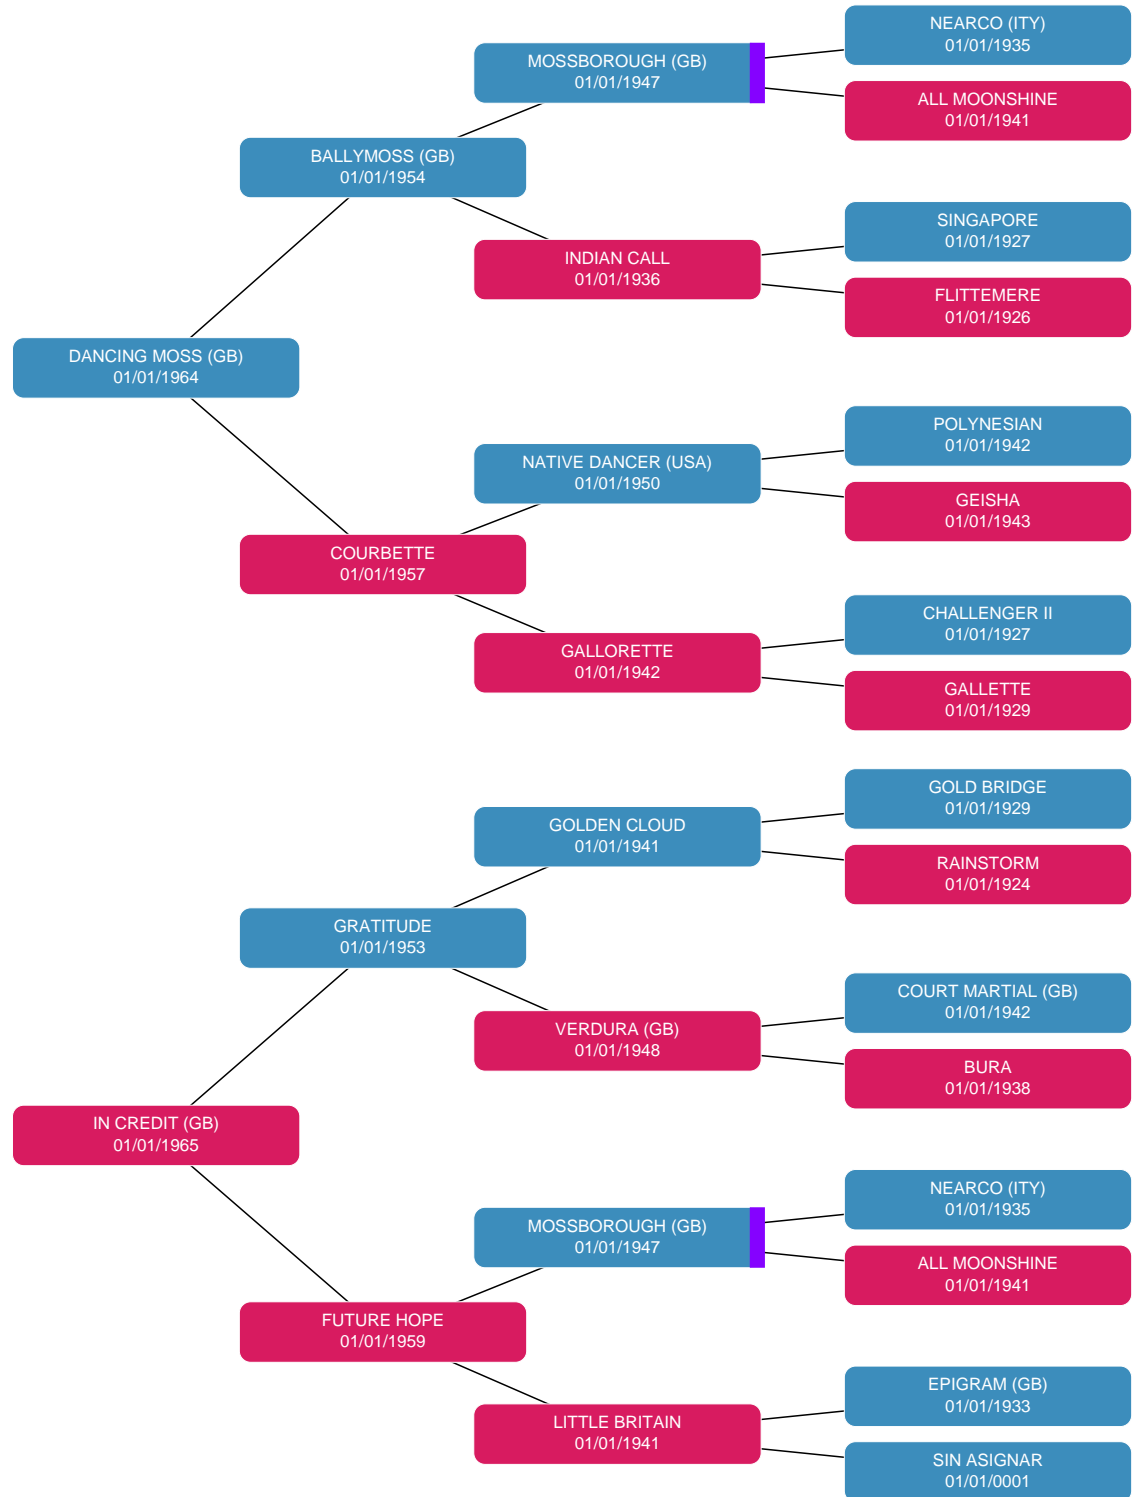 NEARCO (ITY)
01/01/1935
MOSSBOROUGH (GB)
01/01/1947
ALL MOONSHINE
01/01/1941
BALLYMOSS (GB)
01/01/1954
SINGAPORE
01/01/1927
INDIAN CALL
01/01/1936
FLITTEMERE
01/01/1926
DANCING MOSS (GB)
01/01/1964
POLYNESIAN
01/01/1942
NATIVE DANCER (USA)
01/01/1950
GEISHA
01/01/1943
COURBETTE
01/01/1957
CHALLENGER II
01/01/1927
GALLORETTE
01/01/1942
GALLETTE
01/01/1929
GOLD BRIDGE
01/01/1929
GOLDEN CLOUD
01/01/1941
RAINSTORM
01/01/1924
GRATITUDE
01/01/1953
COURT MARTIAL (GB)
01/01/1942
VERDURA (GB)
01/01/1948
BURA
01/01/1938
IN CREDIT (GB)
01/01/1965
NEARCO (ITY)
01/01/1935
MOSSBOROUGH (GB)
01/01/1947
ALL MOONSHINE
01/01/1941
FUTURE HOPE
01/01/1959
EPIGRAM (GB)
01/01/1933
LITTLE BRITAIN
01/01/1941
SIN ASIGNAR
01/01/0001